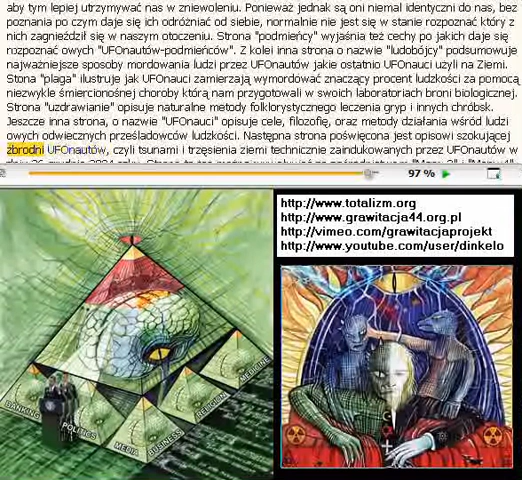 aby tym lepiej utrzymywać nas w zniewoleniu. Ponieważ jednak są oni niemal identyczni do nas, bez
poznania po czym daje się ich odróżniać od siebie, normalnie nie jest się w stanie rozpoznać który z
nich zagnieździł się w naszym otoczeniu. Strona "podmieńcy" wyjaśnia też cechy po jakich daje się
rozpoznać owych "UFOnautów-podmieńców". Z kolei inna strona o nazwie "ludobójcy" podsumowuje
najważniejsze sposoby mordowania ludzi przez UFOnautów jakie ostatnio UFOnauci użyli na Ziemi.
Stona "plaga" ilustruje jak UFOnauci zamierzają wymordować znaczący procent ludzkości za pomocą
niezwykle śmiercionośnej choroby którą nam przygotowali w swoich laboratoriach broni biologicznej.
Strona "uzdrawianie" opisuje naturalne metody folklorystycznego leczenia gryp i innych chróbsk.
Jeszcze inna strona, o nazwie "UFOnauci" opisuje cele, filozofię, oraz metody działania wśród ludzi
owych odwiecznych prześladowców ludzkości. Następna strona poświęcona jest opisowi szokującej
zbrodni UFOnautów, czyli tsunami i trzęsienia ziemi technicznie zaindukowanych przez UFOnautów w
97 %
http://www.totalizm.org
http://www.grawitacja44.org.pl
http://vimeo.com/grawitacjaprojekt
http://www.youtube.com/user/dinkelo
BANKING
POLITICS
MEDIA
BUSINESS
RELIGION
MEDICINE